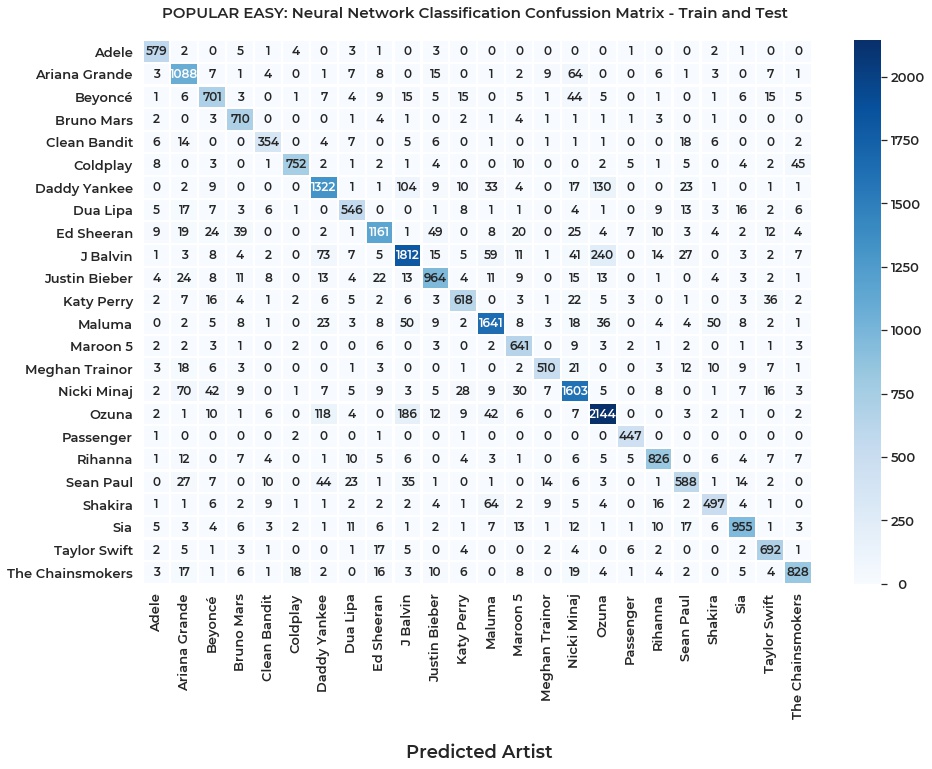 POPULAR EASY: Neural Network Classification Confussion Matrix - Train and Test
Adele 579 2 0 5 1 4 0 3 1 0 3 0 0 0 0 0 0 1 0 0 2 1 0 0
Ariana Grande 3 1088 7 1 4 0 1 7 8 0 15 0 1 2 9 64 0 0 6 1 3 0 7 1
Beyoncé 1 6 701 3 0 1 7 4 9 15 5 15 0 5 1 44 5 0 1 0 1 6 15 5
Bruno Mars 2 0 3 710 0 0 0 1 4 1 0 2 1 4 1 1 1 1 3 0 1 0 0 0
Clean Bandit 6 14 0 0 354 0 4 7 0 5 6 0 1 0 1 1 1 0 0 18 6 0 0 2
Coldplay 8 0 3 0 1 752 2 1 2 1 4 0 0 10 0 0 2 5 1 5 0 4 2 45
Daddy Yankee 0 2 9 0 0 0 1322 1 1 104 9 10 33 4 0 17 130 0 0 23 1 0 1 1
Dua Lipa 5 17 7 3 6 1 0 546 0 0 1 8 1 1 0 4 1 0 9 13 3 16 2 6
Ed Sheeran 9 19 24 39 0 0 2 1 1161 1 49 0 8 20 0 25 4 7 10 3 4 2 12 4
J Balvin 1 3 8 4 2 0 73 7 5 1812 15 5 59 11 1 41 240 0 14 27 0 3 2 7
Justin Bieber 4 24 8 11 8 0 13 4 22 13 964 4 0 9 0 15 13 0 1 0 1 9 2 1
Katy Perry 2 7 16 4 1 2 6 5 2 6 3 618 0 3 1 22 5 3 0 1 0 3 36 2
Maluma 0 2 5 8 1 0 23 3 8 50 9 2 1641 8 3 18 36 0 4 4 50 8 2 1
Maroon 5 2 2 3 1 0 2 0 0 6 0 3 0 2 641 0 9 3 2 1 2 0 1 1 3
Meghan Trainor 3 18 6 3 0 0 0 1 3 0 0 1 0 2 510 21 0 0 3 12 10 9 7 1
Nicki Minaj 2 70 42 9 0 1 7 5 9 3 5 28 9 30 7 1603 5 0 8 0 1 7 16 3
Ozuna 2 1 10 1 6 0 118 4 0 186 12 9 42 6 0 7 2144 0 0 3 2 1 0 2
Passenger 1 0 0 0 0 2 0 0 1 0 0 1 0 0 0 0 0 447 0 0 0 0 0 0
Rihanna 1 12 0 7 4 0 1 10 5 6 0 4 3 1 0 6 5 5 826 0 6 4 7 7
Sean Paul 0 27 7 0 10 0 44 23 1 35 1 0 1 0 14 6 3 0 1 588 1 14 2 0
Shakira 1 1 6 2 9 1 1 2 2 2 4 1 64 2 9 5 4 0 16 2 497 4 1 0
Sia 5 3 4 6 3 2 1 11 6 1 2 1 7 13 1 12 1 1 10 17 6 955 1 3
Taylor Swift 2 5 1 3 1 0 0 1 17 5 0 4 0 0 2 4 0 6 2 0 0 2 692 1
The Chainsmokers 3 17 1 6 1 18 2 0 16 3 10 6 0 8 0 19 4 1 4 2 0 5 4 828
Adele
Ariana Grande
Beyoncé
Bruno Mars
Clean Bandit
Coldplay
Daddy Yankee
Dua Lipa
Ed Sheeran
J Balvin
Justin Bieber
Katy Perry
Maluma
Maroon 5
Meghan Trainor
Nicki Minaj
Ozuna
Passenger
Rihanna
Sean Paul
Shakira
Sia
Taylor Swift
The Chainsmokers
Predicted Artist
2000
1750
1500
1250
1000
750
500
250
0